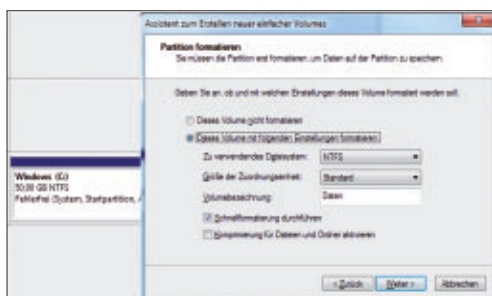 Assistent zum Erstellen neuer einfacher Volumes
Partition formatieren
Sie müssen die Partition erst formatieren, um Daten auf der Partition zu speichern.
Geben Sie an, ob und mit welchen Einstellungen dieses Volume formatiert werden soll.
Dieses Volume nicht formatieren
Dieses Volume mit folgenden Einstellungen formatieren:
Zu verwendendes Dateisystem: NTFS
Größe der Zuordnungseinheit: Standard
Volumebezeichnung: Daten
Schnellformatierung durchführen
Komprimierung für Dateien und Ordner aktivieren
Windows (C:)
50,00 GB NTFS
Fehlerfrei (System, Startpartition,
< Zurück Weiter > Abbrechen